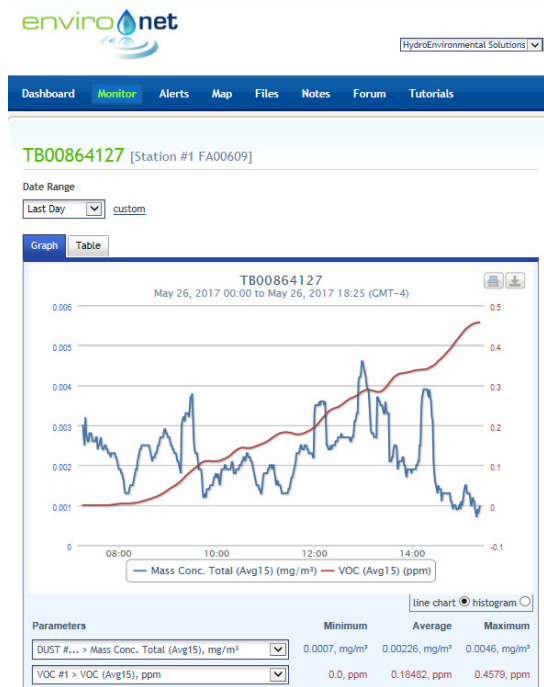 enviro net
HydroEnvironmental Solutions
Dashboard Monitor Alerts Map Files Notes Forum Tutorials
TB00864127 [Station #1 FA00609]
Date Range
Last Day custom
Graph Table
TB00864127
May 26, 2017 00:00 to May 26, 2017 18:25 (GMT-4)
0.006 0.5
0.005 0.4
0.004 0.3
0.003 0.2
0.002 0.1
0.001 0
0 -0.1
08:00 10:00 12:00 14:00
Mass Conc. Total (Avg15) (mg/m³) VOC (Avg15) (ppm)
line chart histogram
Parameters Minimum Average Maximum
DUST #... > Mass Conc. Total (Avg15), mg/m³ 0.0007, mg/m³ 0.00226, mg/m³ 0.0046, mg/m³
VOC #1 > VOC (Avg15), ppm 0.0, ppm 0.18482, ppm 0.4579, ppm